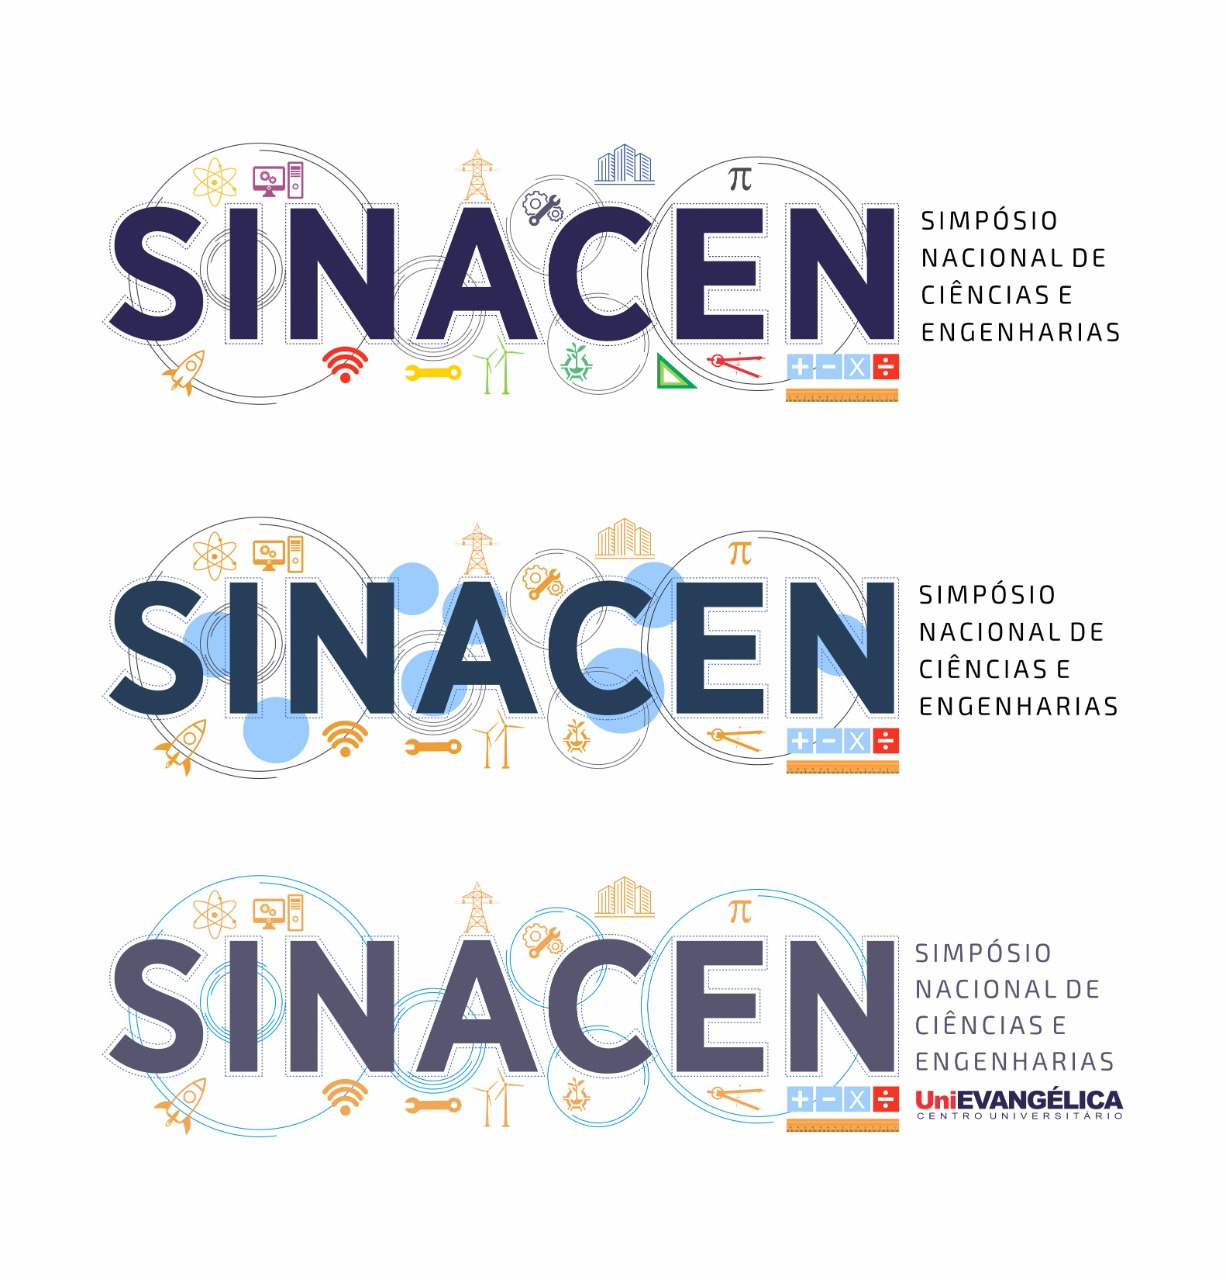 π
SINACEN
SIMPÓSIO
NACIONAL DE
CIÊNCIAS E
ENGENHARIAS
+ − X ÷
π
SINACEN
SIMPÓSIO
NACIONAL DE
CIÊNCIAS E
ENGENHARIAS
+ − X ÷
π
SINACEN
SIMPÓSIO
NACIONAL DE
CIÊNCIAS E
ENGENHARIAS
+ − X ÷
UniEVANGÉLICA
CENTRO UNIVERSITÁRIO